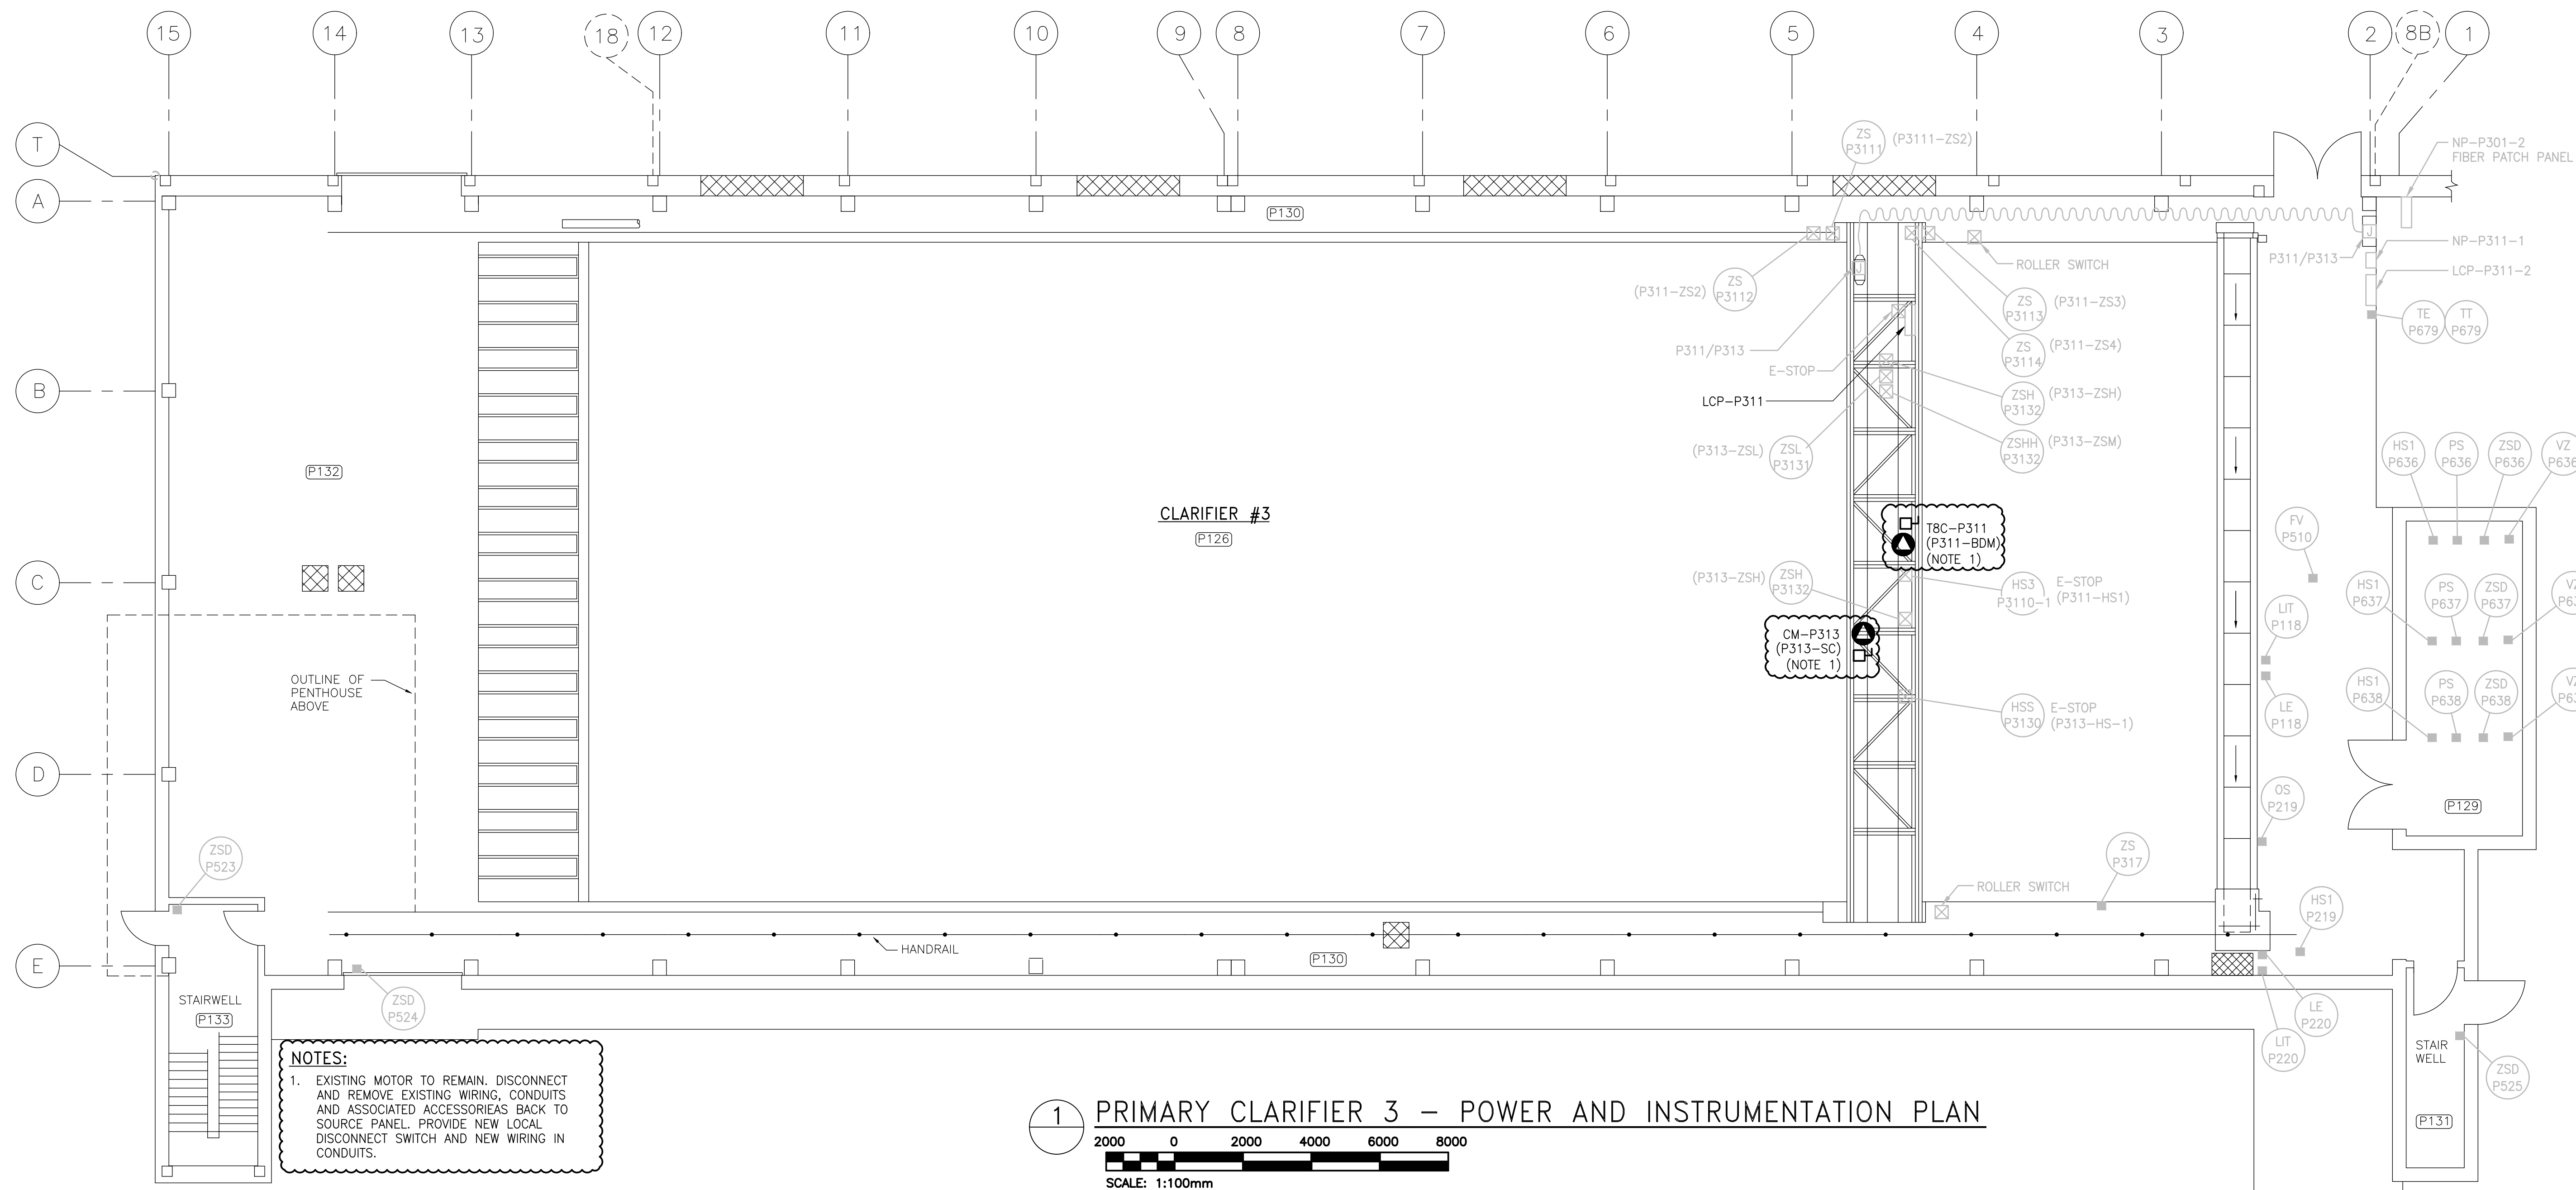 15
14
13
18
12
11
10
9
8
7
6
5
4
3
2
8B
1
T
A
B
C
D
E
ZS
P3111
(P3111-ZS2)
NP-P301-2
FIBER PATCH PANEL
P130
J
P311/P313
NP-P311-1
LCP-P311-2
ROLLER SWITCH
J
(P311-ZS2)
ZS
P3112
ZS
P3113
(P311-ZS3)
TE
P679
TT
P679
P311/P313
ZS
P3114
(P311-ZS4)
E-STOP
LCP-P311
ZSH
P3132
(P313-ZSH)
(P313-ZSL)
ZSL
P3131
ZSHH
P3132
(P313-ZSM)
HS1
P636
PS
P636
ZSD
P636
VZ
P636
P132
CLARIFIER #3
P126
T8C-P311
(P311-BDM)
(NOTE 1)
FV
P510
(P313-ZSH)
ZSH
P3132
HS3
P3110-1
E-STOP
(P311-HS1)
HS1
P637
PS
P637
ZSD
P637
LIT
P118
CM-P313
(P313-SC)
(NOTE 1)
OUTLINE OF
PENTHOUSE
ABOVE
HSS
P3130
E-STOP
(P313-HS-1)
LE
P118
HS1
P638
PS
P638
ZSD
P638
OS
P219
P129
ZSD
P523
ZS
P317
ROLLER SWITCH
HS1
P219
HANDRAIL
P130
STAIRWELL
P133
ZSD
P524
LE
P220
LIT
P220
STAIR
WELL
ZSD
P525
P131
NOTES:
1. EXISTING MOTOR TO REMAIN. DISCONNECT
AND REMOVE EXISTING WIRING, CONDUITS
AND ASSOCIATED ACCESSORIEAS BACK TO
SOURCE PANEL. PROVIDE NEW LOCAL
DISCONNECT SWITCH AND NEW WIRING IN
CONDUITS.
1
PRIMARY CLARIFIER 3 – POWER AND INSTRUMENTATION PLAN
2000 0 2000 4000 6000 8000
SCALE: 1:100mm